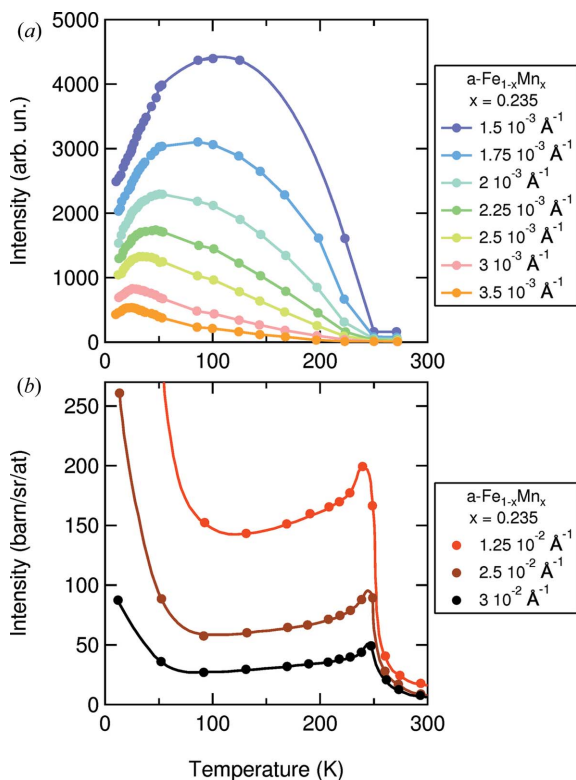 (a)
5000
4000
3000
2000
1000
0
Intensity (arb. un.)
0
100
200
300
a-Fe1-xMnx
x = 0.235
1.5 10-3 Å-1
1.75 10-3 Å-1
2 10-3 Å-1
2.25 10-3 Å-1
2.5 10-3 Å-1
3 10-3 Å-1
3.5 10-3 Å-1
(b)
250
200
150
100
50
0
Intensity (barn/sr/at)
0
100
200
300
Temperature (K)
a-Fe1-xMnx
x = 0.235
1.25 10-2 Å-1
2.5 10-2 Å-1
3 10-2 Å-1